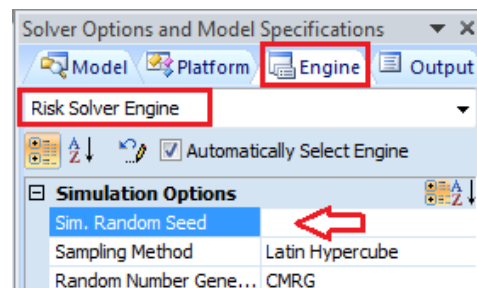 Solver Options and Model Specifications
Model Platform Engine Output
Risk Solver Engine
Automatically Select Engine
Simulation Options
Sim. Random Seed
Sampling Method Latin Hypercube
Random Number Gene... CMRG